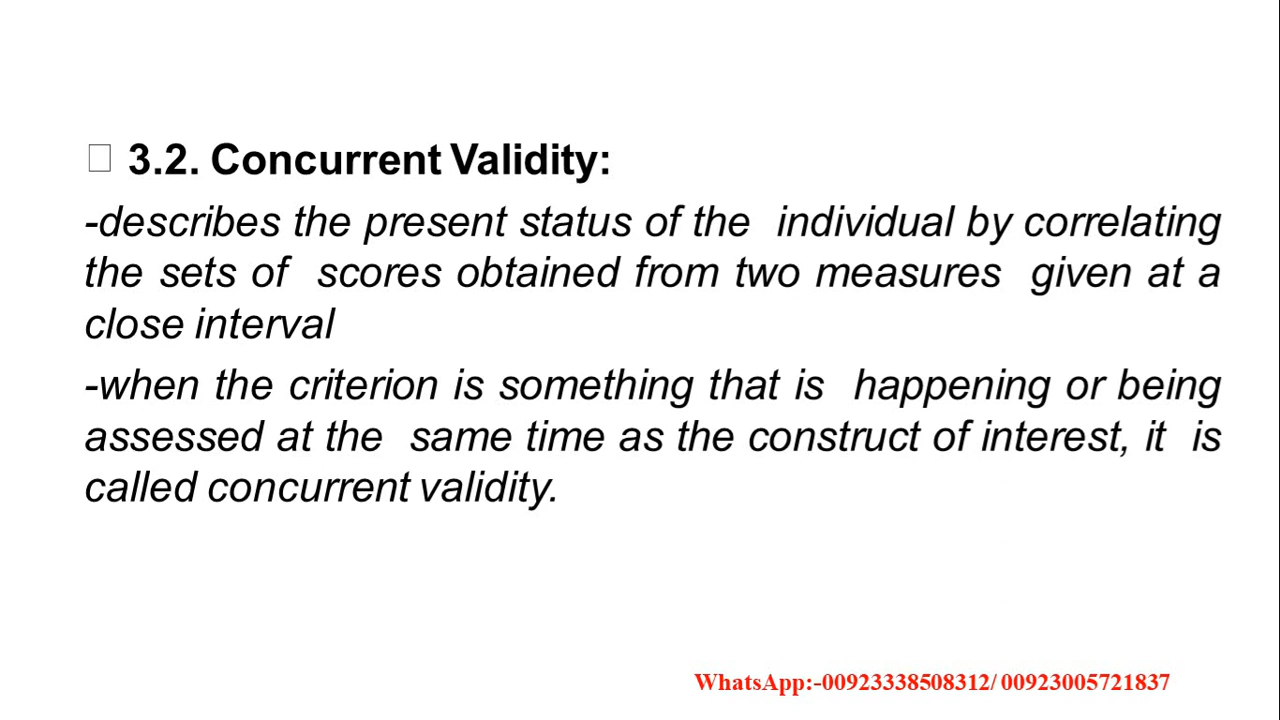 3.2. Concurrent Validity:
-describes the present status of the individual by correlating
the sets of scores obtained from two measures given at a
close interval
-when the criterion is something that is happening or being
assessed at the same time as the construct of interest, it is
called concurrent validity.
WhatsApp:-00923338508312/ 00923005721837